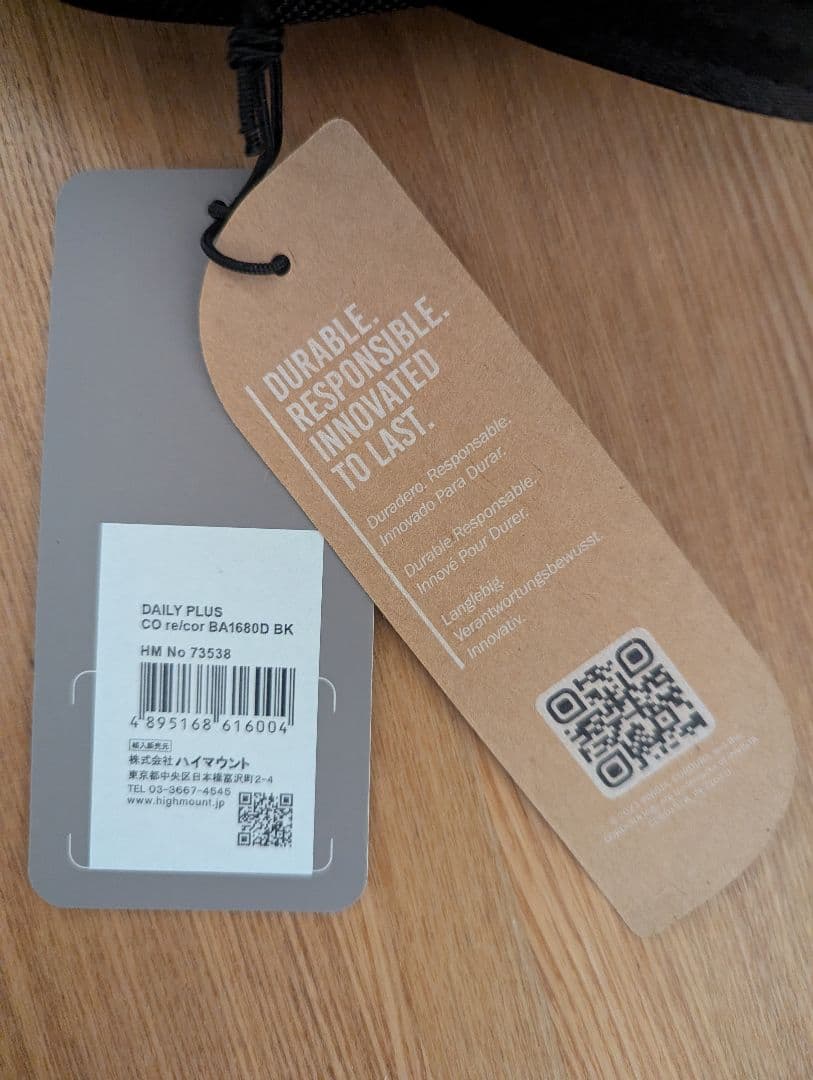 DURABLE.
RESPONSIBLE.
INNOVATED
TO LAST.
Duradero. Responsable.
Innovado Para Durar.
Durable.Responsable.
Innové Pour Durer.
Langlebig.
Verantwortungsbewusst.
Innovativ.
DAILY PLUS
CO re/cor BA1680D BK
HM No 73538
4 895168 616004
輸入販売元
株式会社 ハイマウント
東京都中央区日本橋富沢町2-4
TEL 03-3667-4545
www.highmount.jp